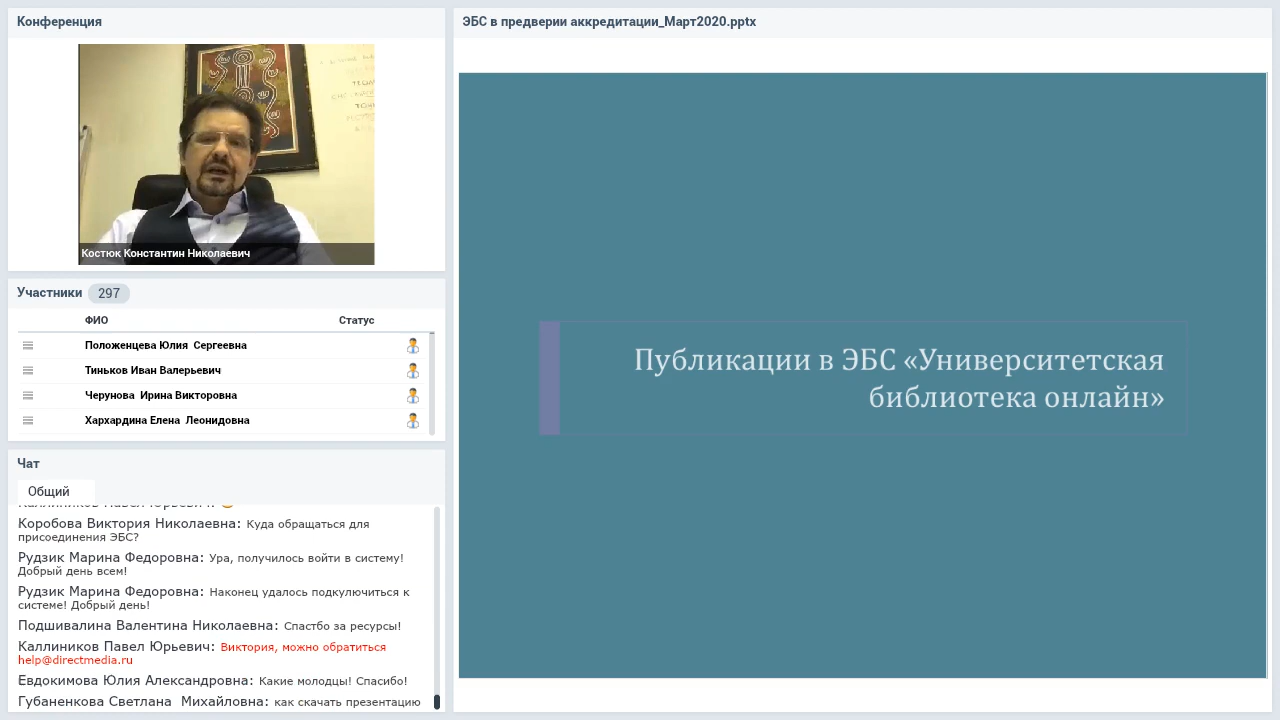 Конференция
Костюк Константин Николаевич
Участники 297
ФИО Статус
Положенцева Юлия Сергеевна
Тиньков Иван Валерьевич
Черунова Ирина Викторовна
Хархардина Елена Леонидовна
Чат
Общий
Коробова Виктория Николаевна: Куда обращаться для
присоединения ЭБС?
Рудзик Марина Федоровна: Ура, получилось войти в систему!
Добрый день всем!
Рудзик Марина Федоровна: Наконец удалось подкулючиться к
системе! Добрый день!
Подшивалина Валентина Николаевна: Спастбо за ресурсы!
Каллиников Павел Юрьевич: Виктория, можно обратиться
help@directmedia.ru
Евдокимова Юлия Александровна: Какие молодцы! Спасибо!
Губаненкова Светлана Михайловна: как скачать презентацию
ЭБС в предверии аккредитации_Март2020.pptx
Публикации в ЭБС «Университетская
библиотека онлайн»